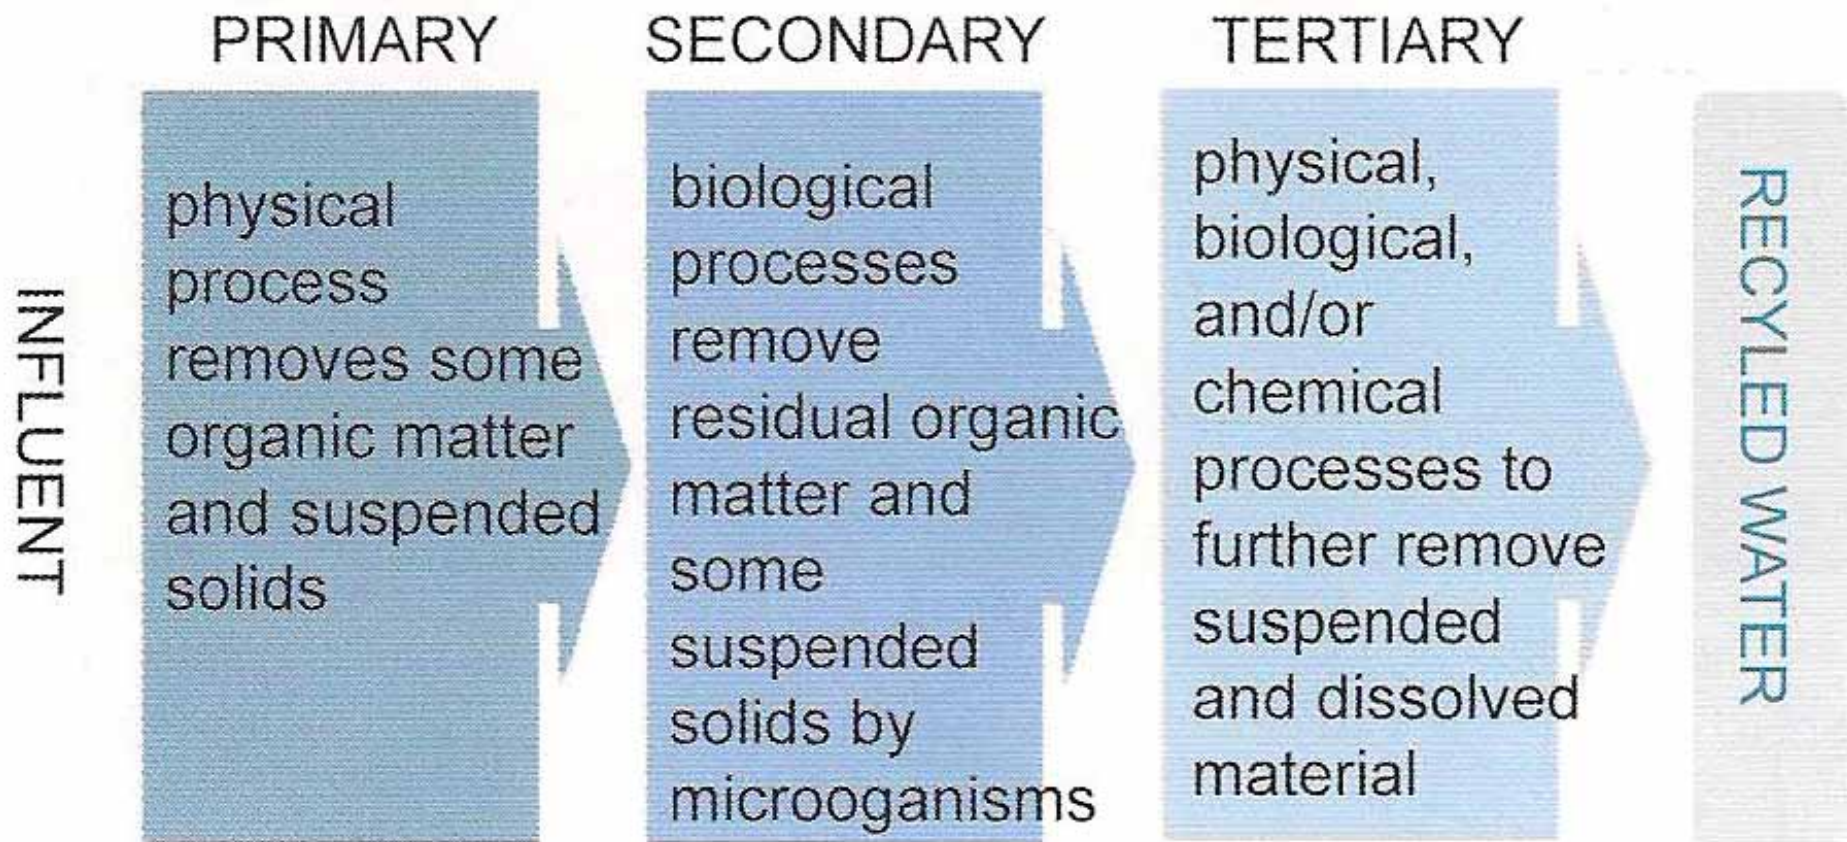 PRIMARY
SECONDARY
TERTIARY
INFLUENT
physical
process
removes some
organic matter
and suspended
solids
biological
processes
remove
residual organic
matter and
some
suspended
solids by
microoganisms
physical,
biological,
and/or
chemical
processes to
further remove
suspended
and dissolved
material
RECYLED WATER